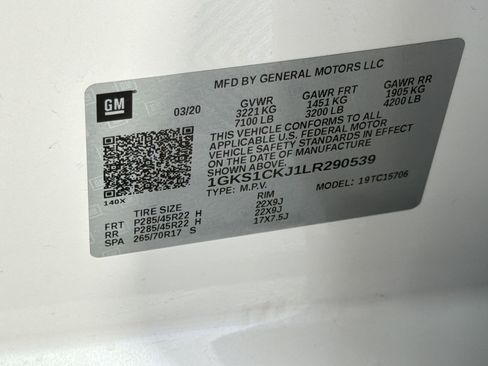 MFD BY GENERAL MOTORS LLC
GM
03/20 GVWR GAWR FRT GAWR RR
3221 KG 1451 KG 1905 KG
7100 LB 3200 LB 4200 LB
THIS VEHICLE CONFORMS TO ALL
APPLICABLE U.S. FEDERAL MOTOR
VEHICLE SAFETY STANDARDS IN EFFECT
ON THE DATE OF MANUFACTURE
SHOWN ABOVE.
1GKS1CKJ1LR290539
TYPE: M.P.V. MODEL: 19TC15706
140X
TIRE SIZE RIM
FRT P285/45R22 H 22X9J
RR P285/45R22 H 22X9J
SPA 265/70R17 S 17X7.5J